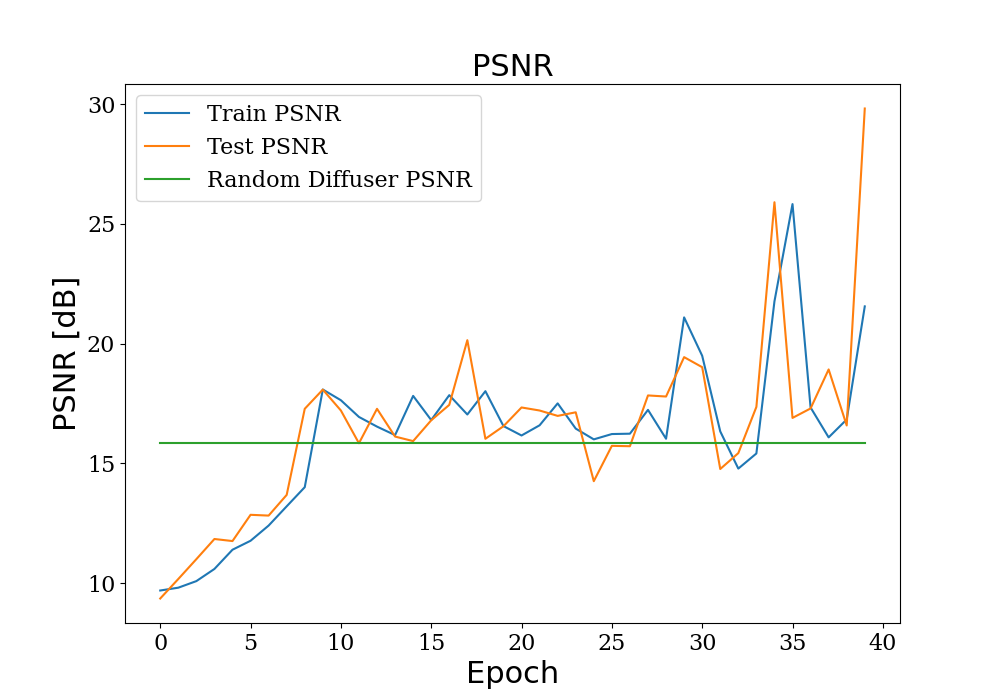 PSNR
30
25
20
15
10
PSNR [dB]
Train PSNR
Test PSNR
Random Diffuser PSNR
0 5 10 15 20 25 30 35 40
Epoch